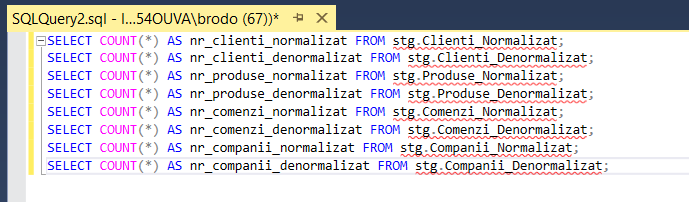 SQLQuery2.sql - l...54OUVA\brodo (67))*
SELECT COUNT(*) AS nr_clienti_normalizat FROM stg.Clienti_Normalizat;
SELECT COUNT(*) AS nr_clienti_denormalizat FROM stg.Clienti_Denormalizat;
SELECT COUNT(*) AS nr_produse_normalizat FROM stg.Produse_Normalizat;
SELECT COUNT(*) AS nr_produse_denormalizat FROM stg.Produse_Denormalizat;
SELECT COUNT(*) AS nr_comenzi_normalizat FROM stg.Comenzi_Normalizat;
SELECT COUNT(*) AS nr_comenzi_denormalizat FROM stg.Comenzi_Denormalizat;
SELECT COUNT(*) AS nr_companii_normalizat FROM stg.Companii_Normalizat;
SELECT COUNT(*) AS nr_companii_denormalizat FROM stg.Companii_Denormalizat;